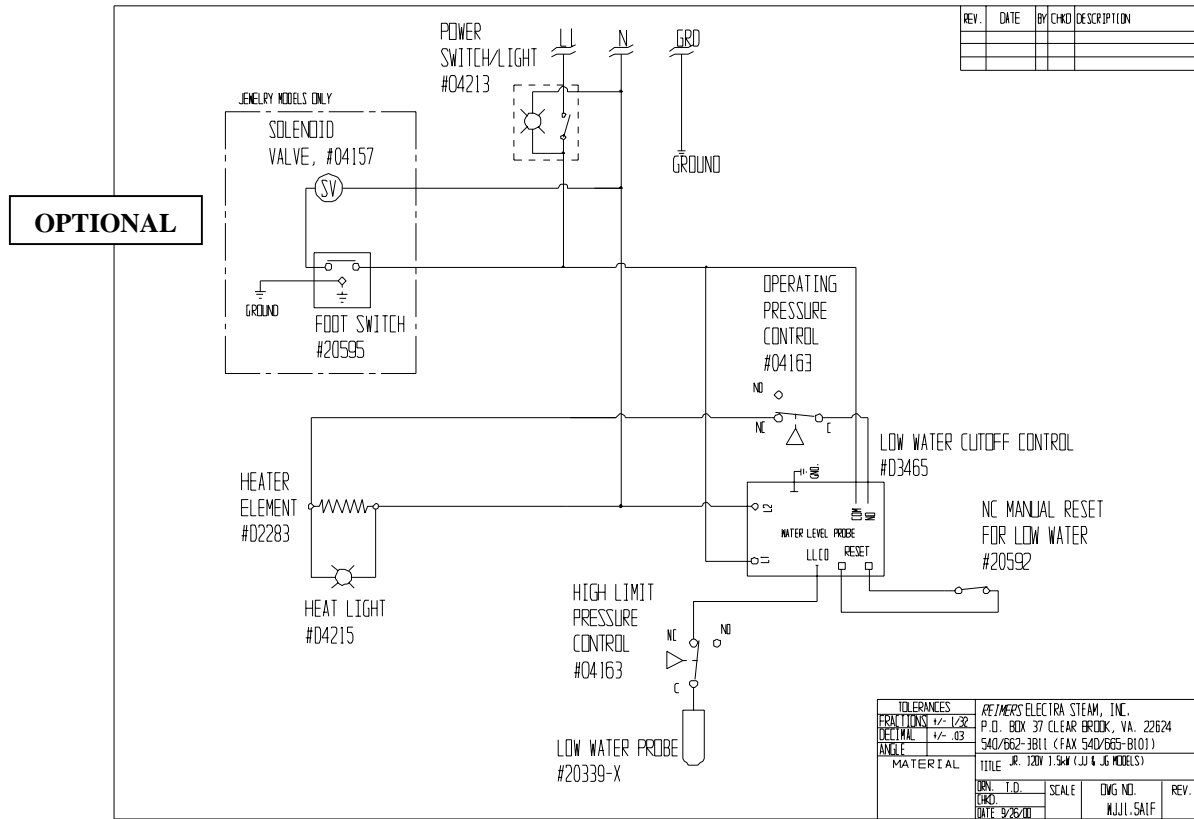 REV. DATE BY CHKD DESCRIPTION
POWER
SWITCH/LIGHT
#04213
L1
N
GRD
GROUND
JEWELRY MODELS ONLY
SOLENOID
VALVE, #04157
SV
OPTIONAL
GROUND
FOOT SWITCH
#20595
OPERATING
PRESSURE
CONTROL
#04163
NO
NC
C
LOW WATER CUTOFF CONTROL
#D3465
GND.
HEATER
ELEMENT
#D2283
L2
COM
NO
WATER LEVEL PROBE
L1
LLCO
RESET
NC MANUAL RESET
FOR LOW WATER
#20592
HEAT LIGHT
#D4215
HIGH LIMIT
PRESSURE
CONTROL
#04163
NC
NO
C
LOW WATER PROBE
#20339-X
TOLERANCES
FRACTIONS +/- 1/32
DECIMAL +/- .03
ANGLE
MATERIAL
REIMERS ELECTRA STEAM, INC.
P.O. BOX 37 CLEAR BROOK, VA. 22624
540/662-3811 (FAX 540/665-8101)
TITLE JR. 120V 1.5kW (JJ & JG MODELS)
DRN. T.D.
CHKD.
DATE 9/26/00
SCALE
DWG NO.
WJJ1.5A1F
REV.